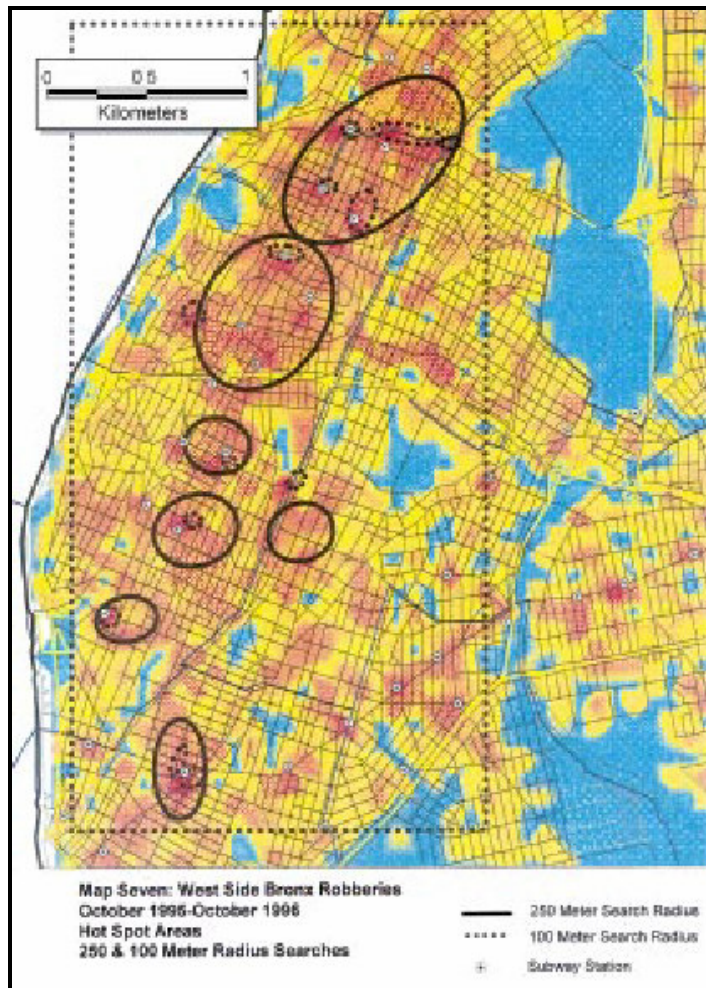 0 0 5 1
Kilometers
Map Seven: West Side Bronx Robberies
October 1995-October 1996
Hot Spot Areas
250 & 100 Meter Radius Searches
250 Meter Search Radius
100 Meter Search Radius
Subway Station